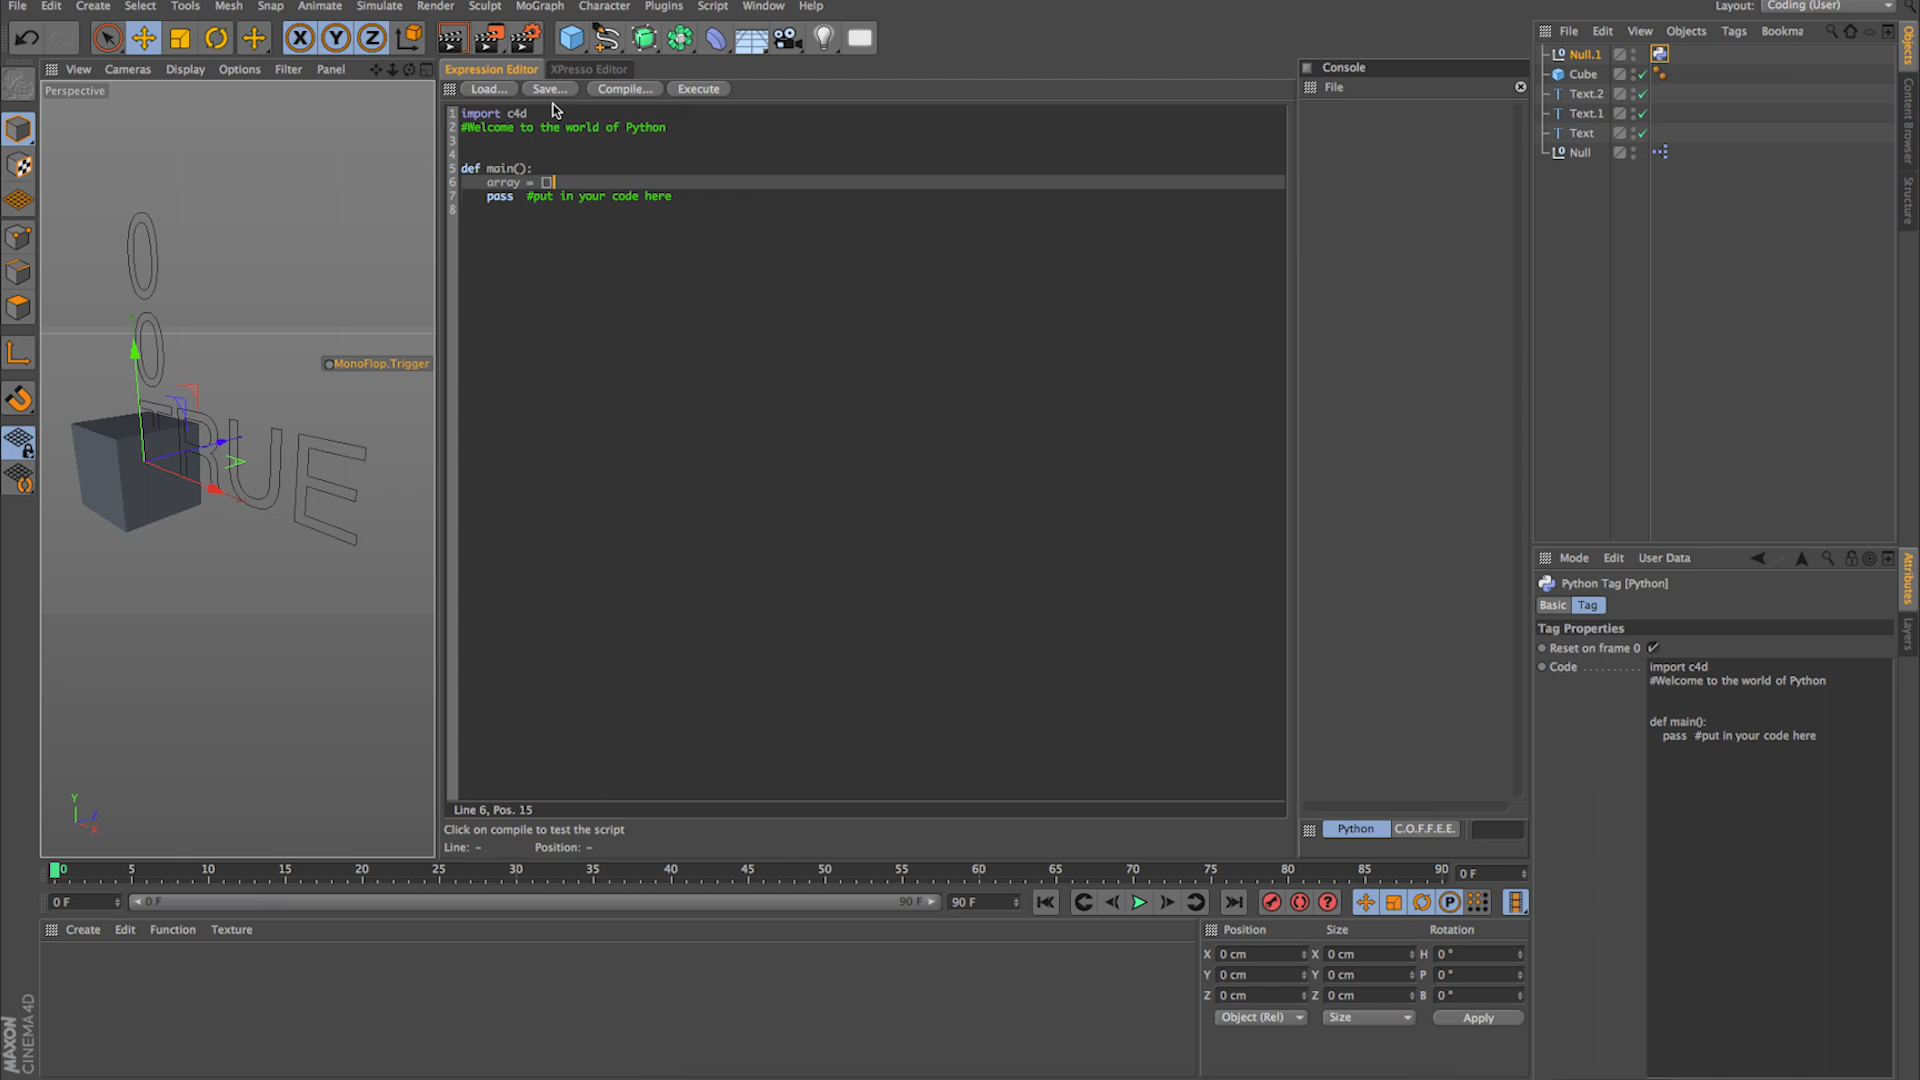 File Edit Create Select Tools Mesh Snap Animate Simulate Render Sculpt MoGraph Character Plugins Script Window Help
Layout: Coding (User)
View Cameras Display Options Filter Panel
Perspective
0
0
TRUE
MonoFlop.Trigger
Y
Z
X
X Y Z
Expression Editor XPresso Editor
Load... Save... Compile... Execute
1 import c4d
2 #Welcome to the world of Python
3
4
5 def main():
6 array = []
7 pass #put in your code here
8
Line 6, Pos. 15
Click on compile to test the script
Line: – Position: –
Console
File
Python C.O.F.F.E.E.
File Edit View Objects Tags Bookma
Null.1
Cube
Text.2
Text.1
Text
Null
Objects
Content Browser
Structure
Mode Edit User Data
Python Tag [Python]
Basic Tag
Tag Properties
Reset on frame 0
Code
import c4d
#Welcome to the world of Python
def main():
pass #put in your code here
Attributes
Layers
0 5 10 15 20 25 30 35 40 45 50 55 60 65 70 75 80 85 90 0 F
0 F 0 F 90 F 90 F
P
Create Edit Function Texture
Position Size Rotation
X 0 cm X 0 cm H 0 °
Y 0 cm Y 0 cm P 0 °
Z 0 cm Z 0 cm B 0 °
Object (Rel) Size Apply
MAXON
CINEMA 4D